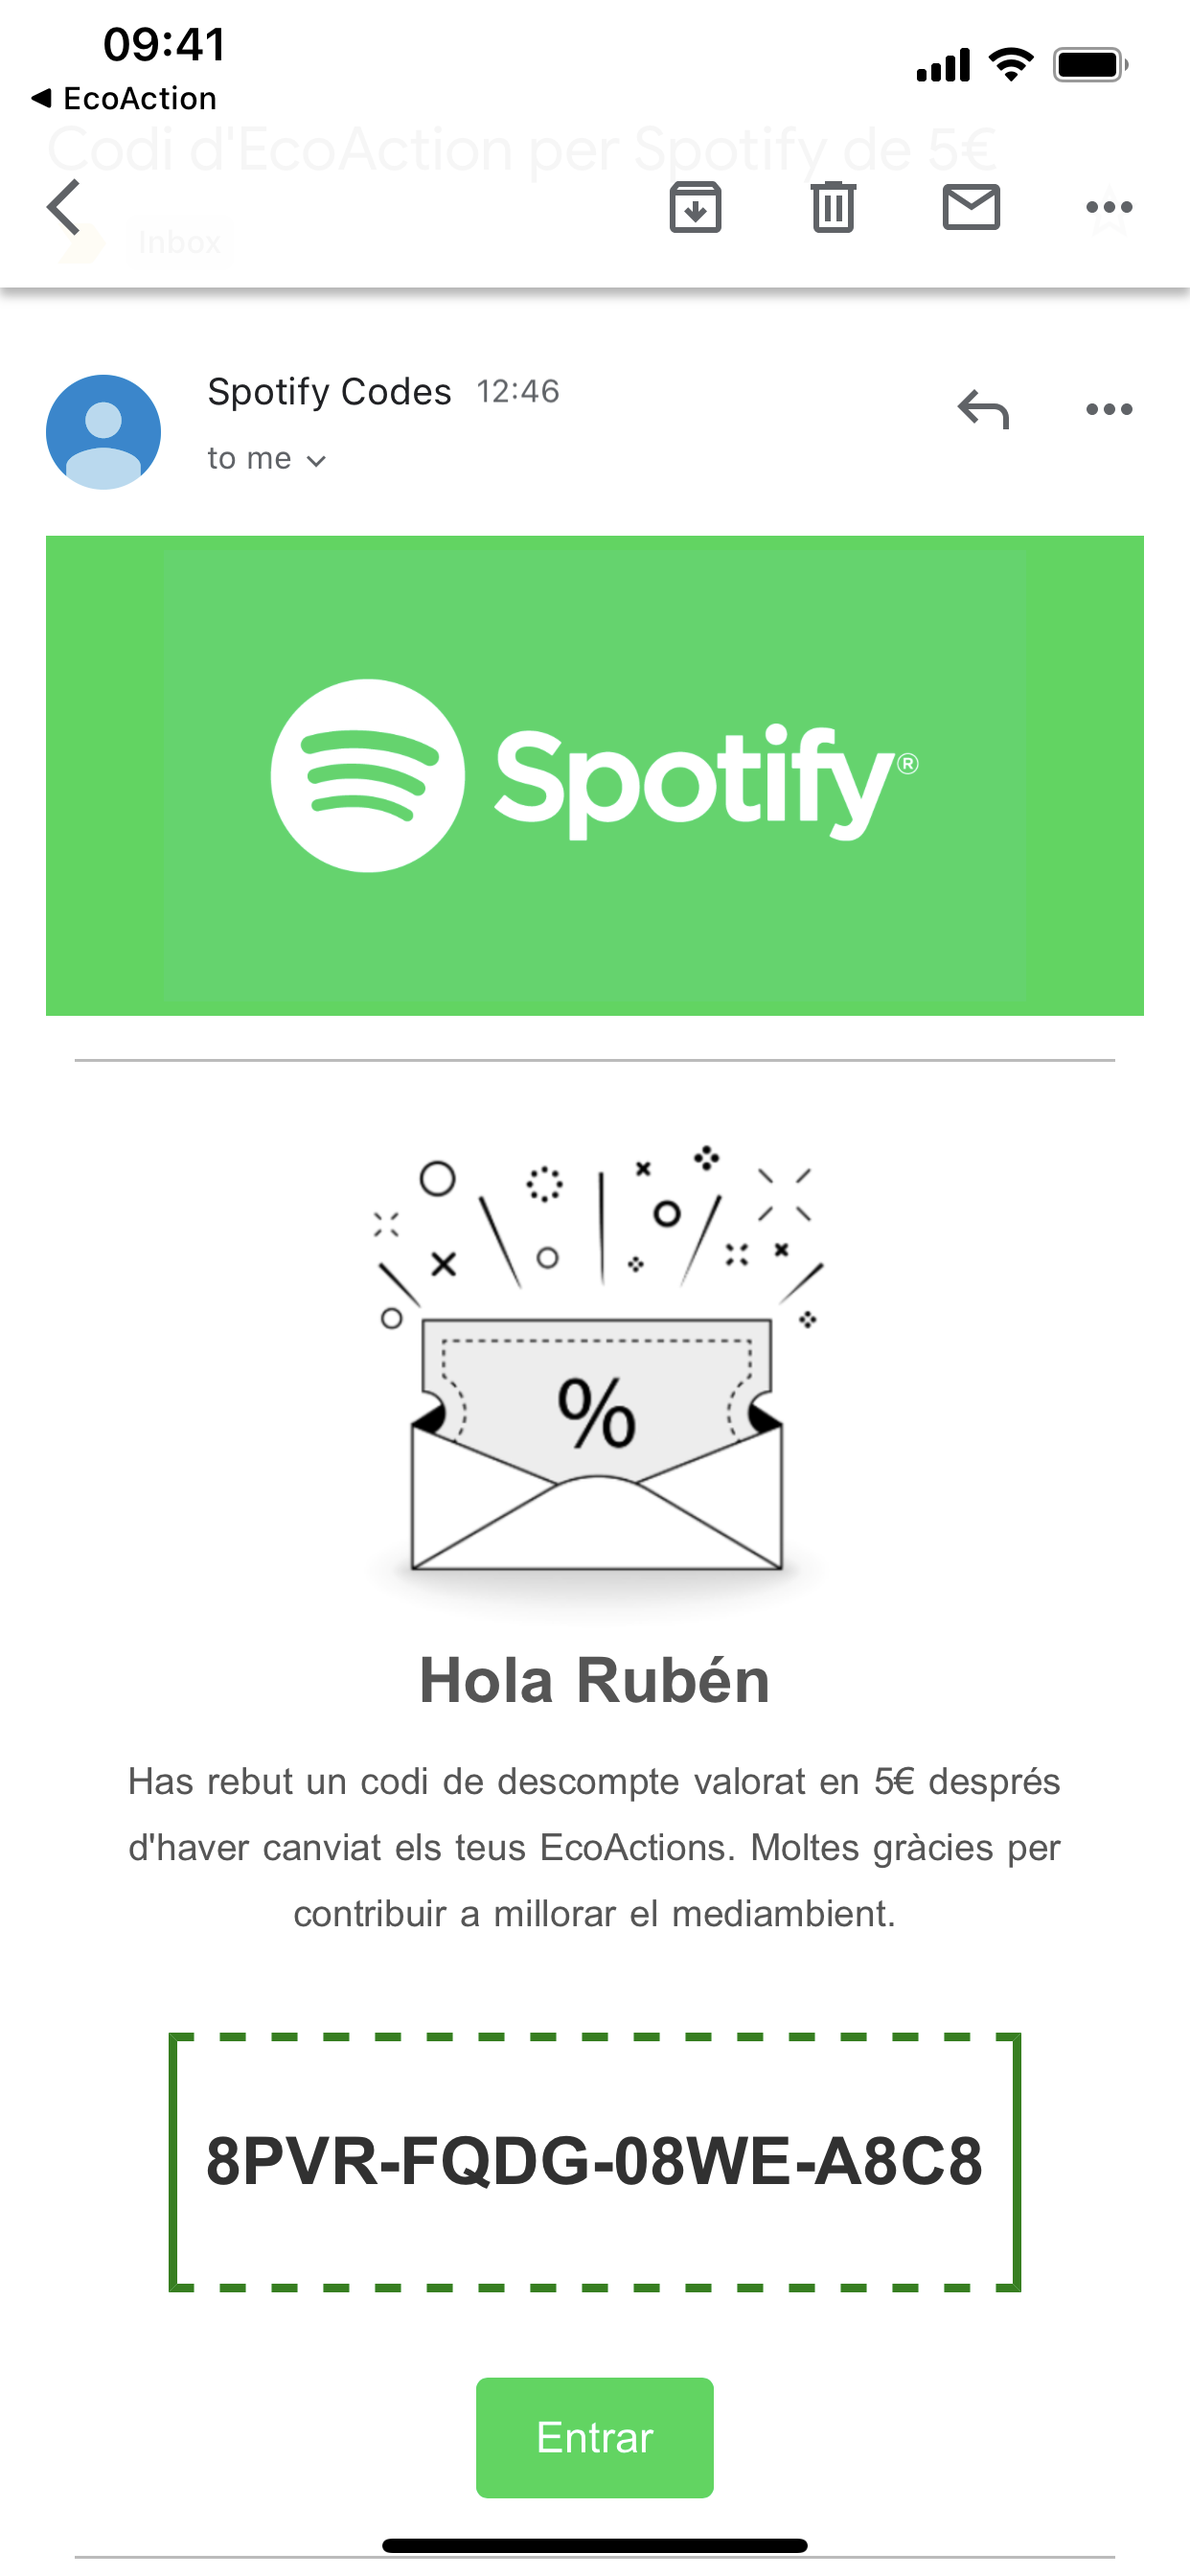 09:41
EcoAction
Codi d'EcoAction per Spotify de 5€
Inbox
Spotify Codes 12:46
to me
Spotify®
%
Hola Rubén
Has rebut un codi de descompte valorat en 5€ després
d'haver canviat els teus EcoActions. Moltes gràcies per
contribuir a millorar el mediambient.
8PVR-FQDG-08WE-A8C8
Entrar